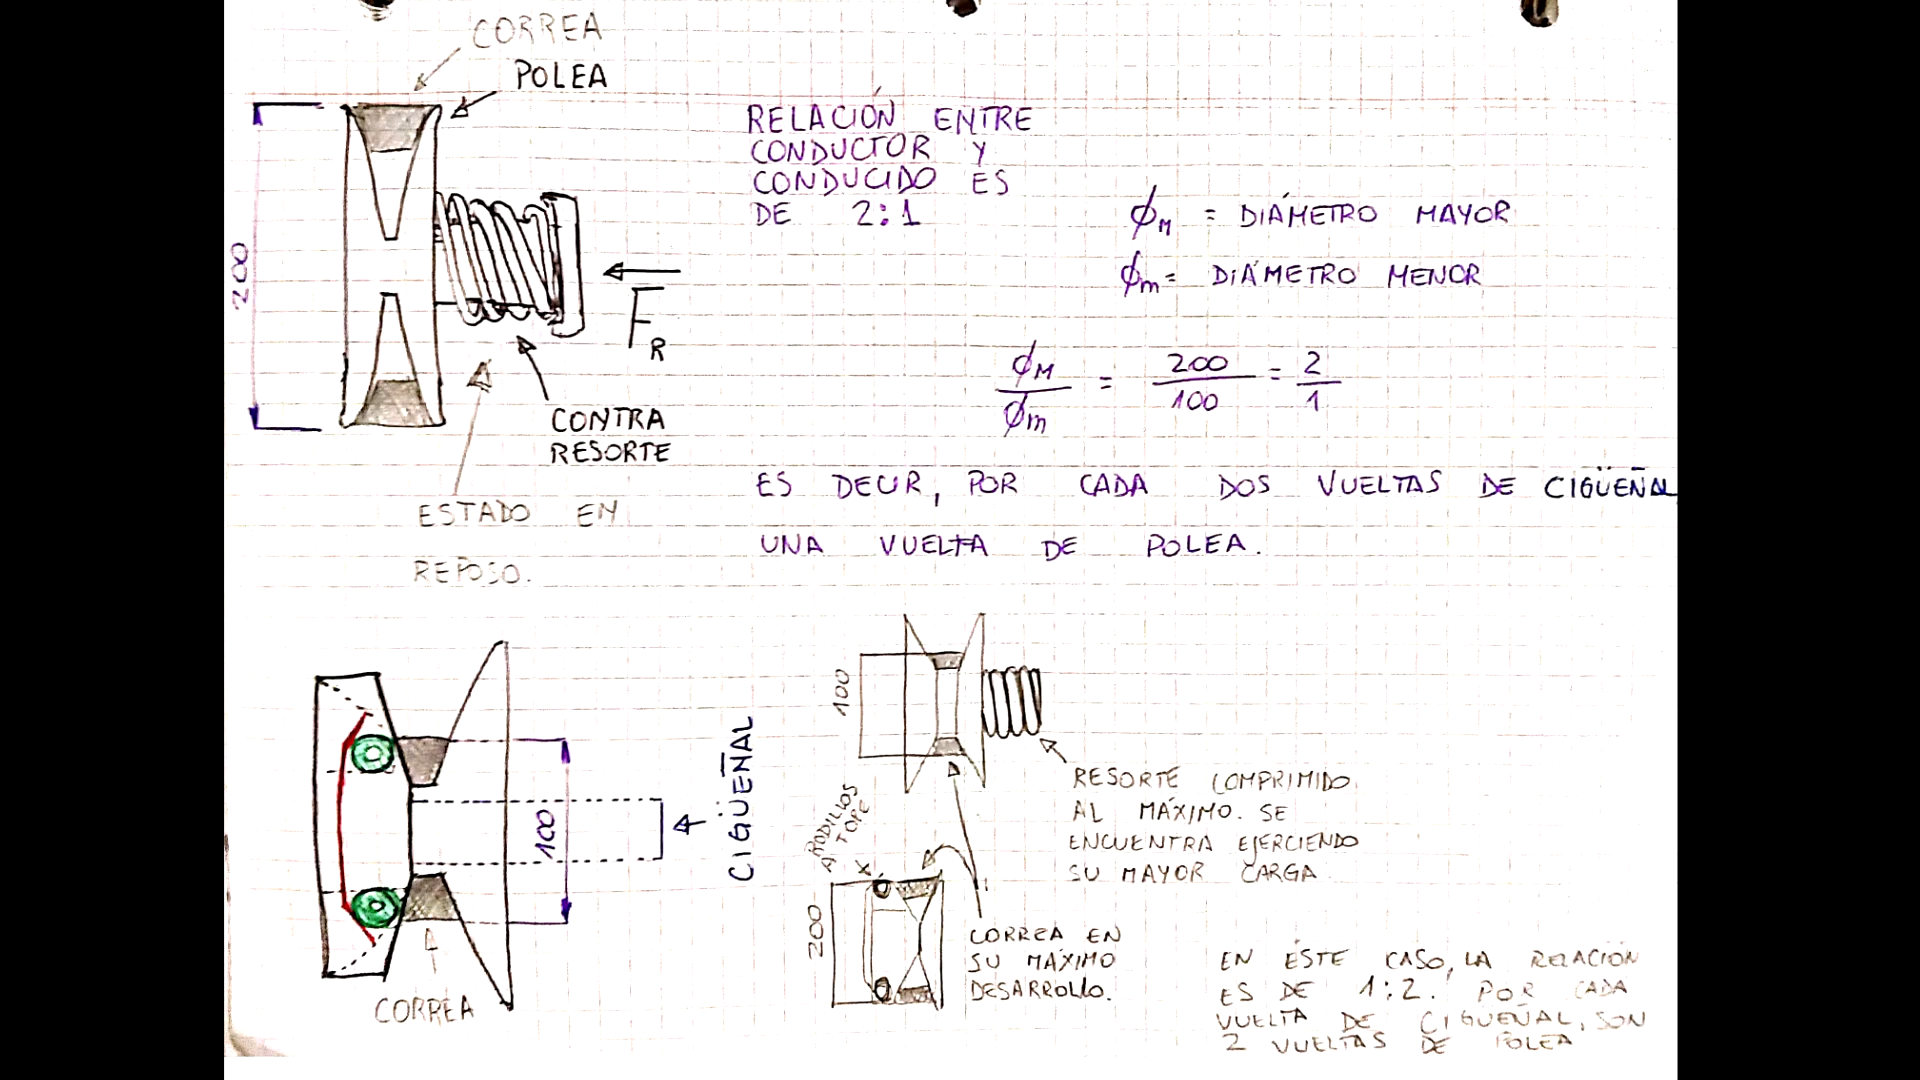 CORREA
POLEA
200
F_R
CONTRA
RESORTE
ESTADO EN
REPOSO.
RELACIÓN ENTRE
CONDUCTOR Y
CONDUCIDO ES
DE 2:1
ϕM = DIÁMETRO MAYOR
ϕm = DIÁMETRO MENOR
ϕM / ϕm = 200 / 100 = 2 / 1
ES DECIR, POR CADA DOS VUELTAS DE CIGÜEÑAL
UNA VUELTA DE POLEA.
100
CIGÜEÑAL
CORREA
100
RESORTE COMPRIMIDO
AL MÁXIMO. SE
ENCUENTRA EJERCIENDO
SU MAYOR CARGA
RODILLOS
A TOPE
200
CORREA EN
SU MÁXIMO
DESARROLLO.
EN ÉSTE CASO, LA RELACIÓN
ES DE 1:2. POR CADA
VUELTA DE CIGÜEÑAL, SON
2 VUELTAS DE POLEA